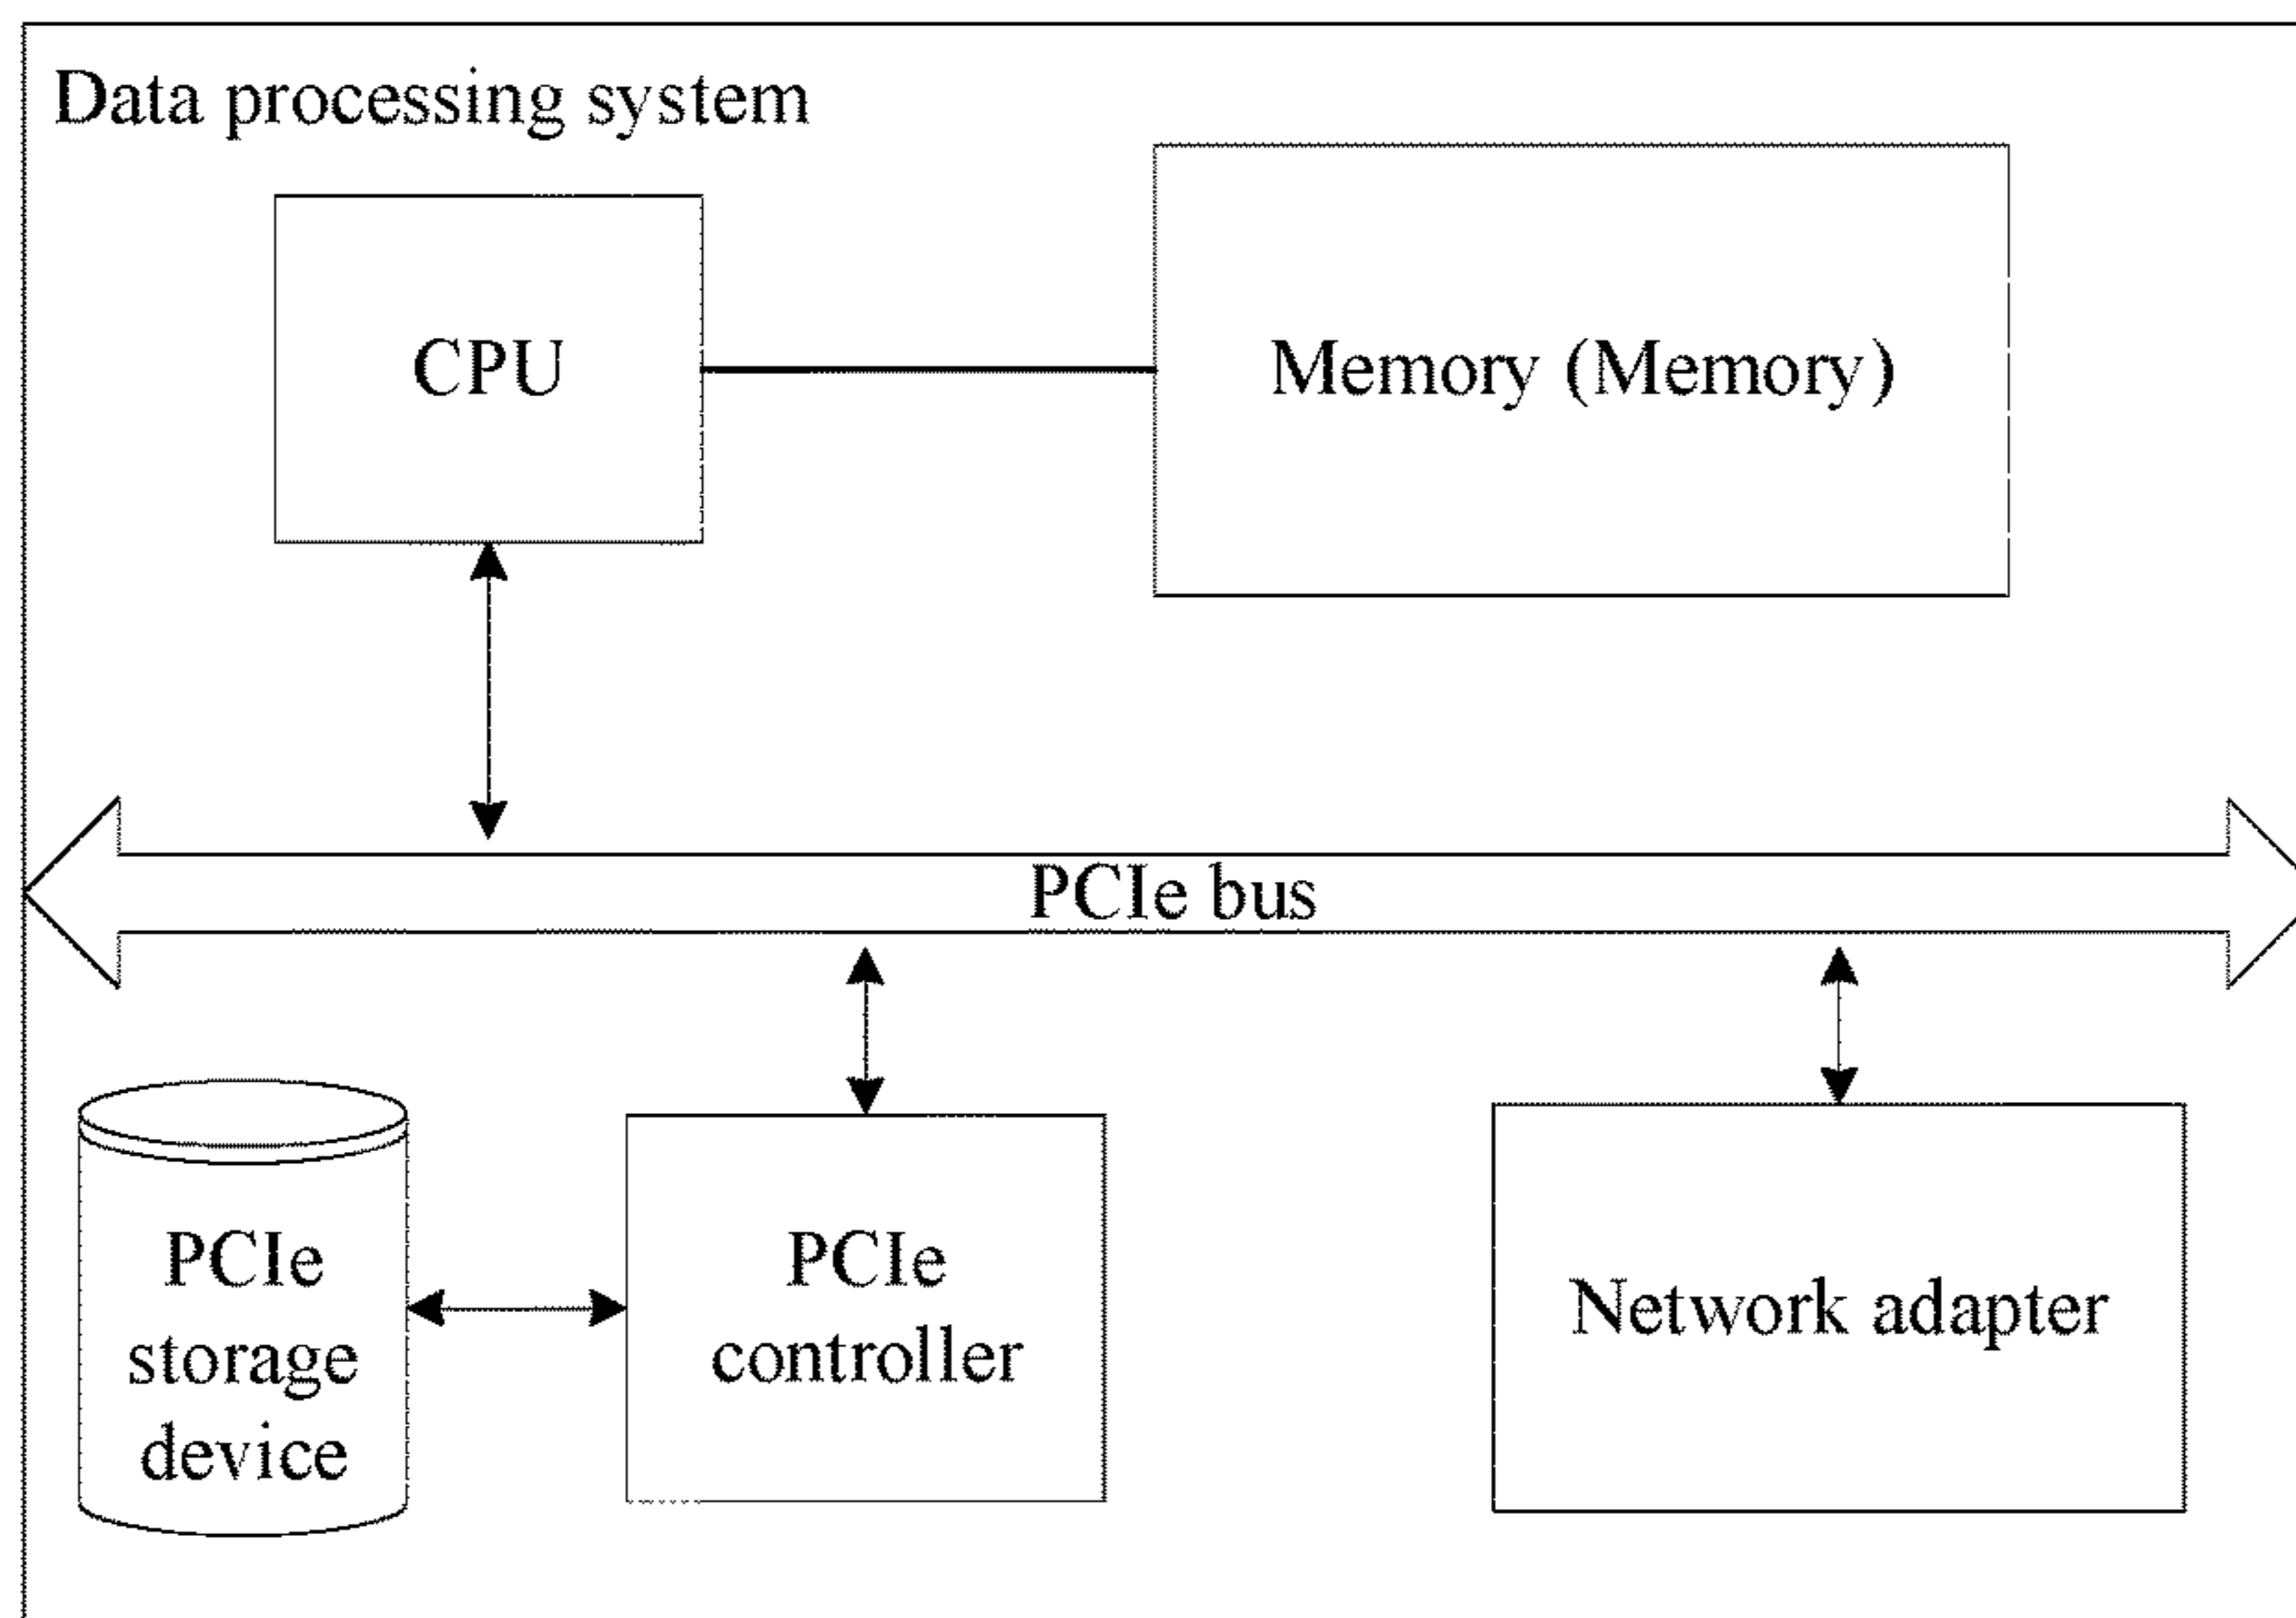 Data processing system
CPU
Memory (Memory)
PCIe bus
PCIe
storage
device
PCIe
controller
Network adapter